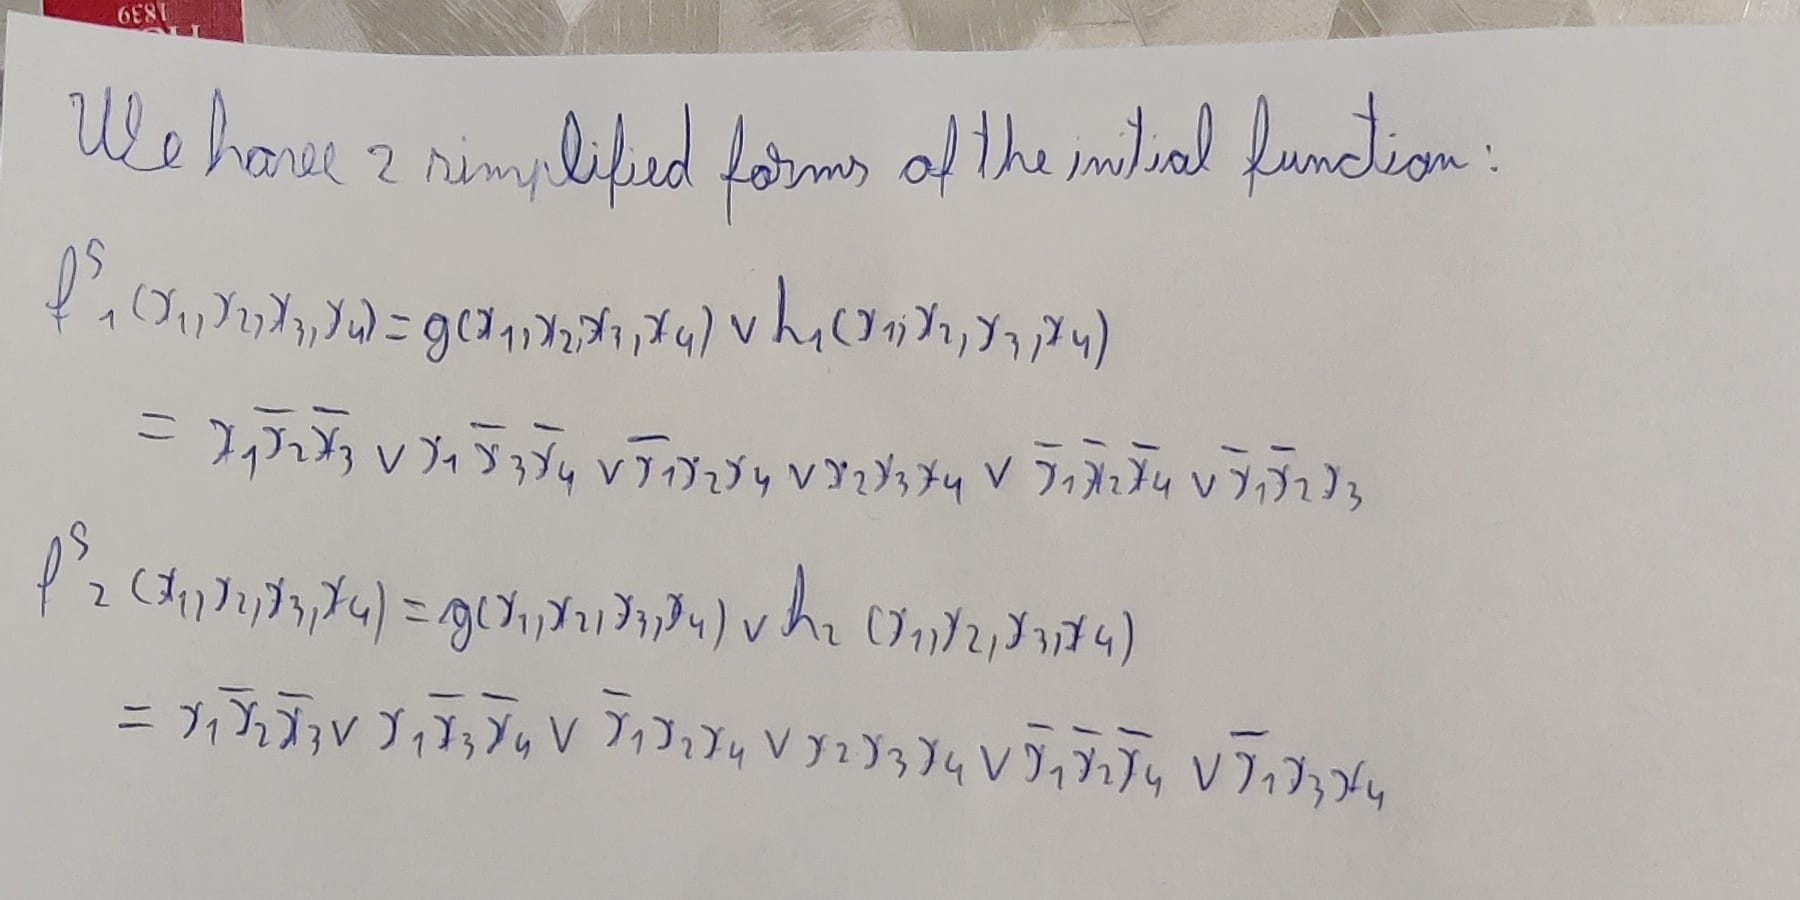 1839
We have 2 simplified forms of the initial function:
fˢ₁(x₁,x₂,x₃,x₄) = g(x₁,x₂,x₃,x₄) ∨ h₁(x₁,x₂,x₃,x₄)
= x₁x̄₂x̄₃ ∨ x₁x̄₃x̄₄ ∨ x̄₁x₂x₄ ∨ x₂x₃x₄ ∨ x̄₁x̄₂x̄₄ ∨ x̄₁x̄₂x₃
fˢ₂(x₁,x₂,x₃,x₄) = g(x₁,x₂,x₃,x₄) ∨ h₂(x₁,x₂,x₃,x₄)
= x₁x̄₂x̄₃ ∨ x₁x̄₃x̄₄ ∨ x̄₁x₂x₄ ∨ x₂x₃x₄ ∨ x̄₁x̄₂x̄₄ ∨ x̄₁x₃x₄